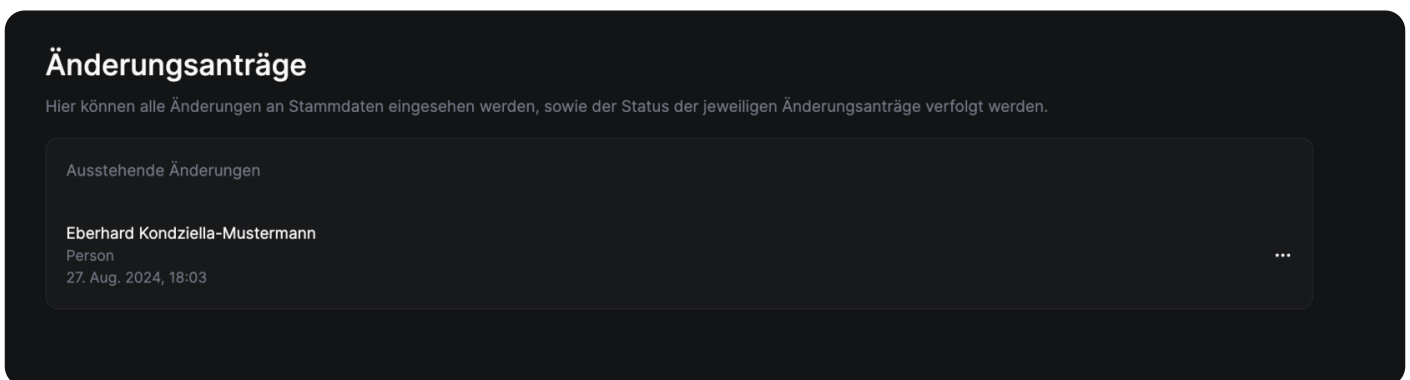 Änderungsanträge
Hier können alle Änderungen an Stammdaten eingesehen werden, sowie der Status der jeweiligen Änderungsanträge verfolgt werden.
Ausstehende Änderungen
Eberhard Kondziella-Mustermann
Person
27. Aug. 2024, 18:03